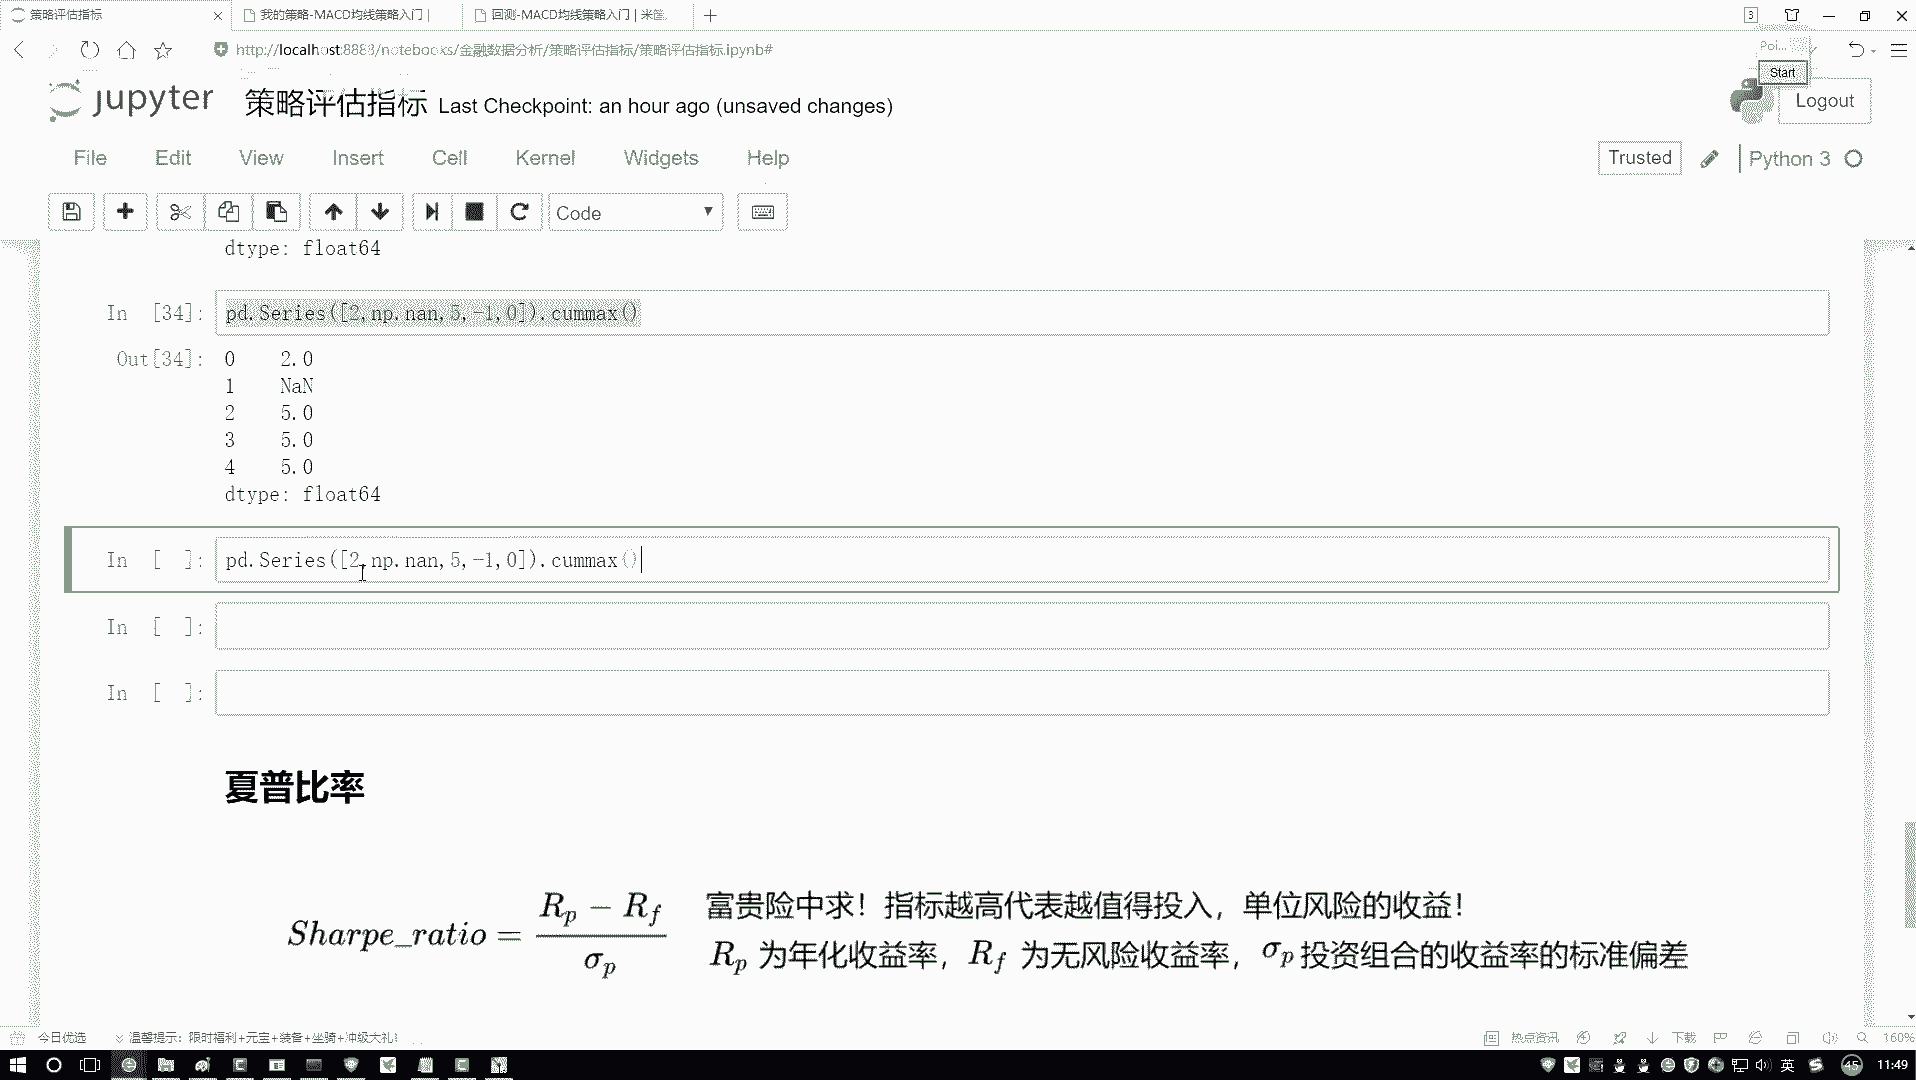 策略评估指标
我的策略-MACD均线策略入门 |
回测-MACD均线策略入门 | 米筐
3
http://localhost:8888/notebooks/金融数据分析/策略评估指标/策略评估指标.ipynb#
Poi...
Start
jupyter 策略评估指标 Last Checkpoint: an hour ago (unsaved changes)
Logout
File Edit View Insert Cell Kernel Widgets Help
Trusted Python 3
Code
dtype: float64
In [34]: pd.Series([2,np.nan,5,-1,0]).cummax()
Out[34]: 0 2.0
1 NaN
2 5.0
3 5.0
4 5.0
dtype: float64
In [ ]: pd.Series([2,np.nan,5,-1,0]).cummax()
In [ ]:
In [ ]:
夏普比率
Sharpe_ratio = (R_p − R_f) / σ_p
富贵险中求!指标越高代表越值得投入,单位风险的收益!
R_p 为年化收益率,R_f 为无风险收益率,σ_p 投资组合的收益率的标准偏差
今日优选 温馨提示:限时福利+元宝+装备+坐骑+冲级大礼!
热点资讯 下载 160%
英 45 11:49